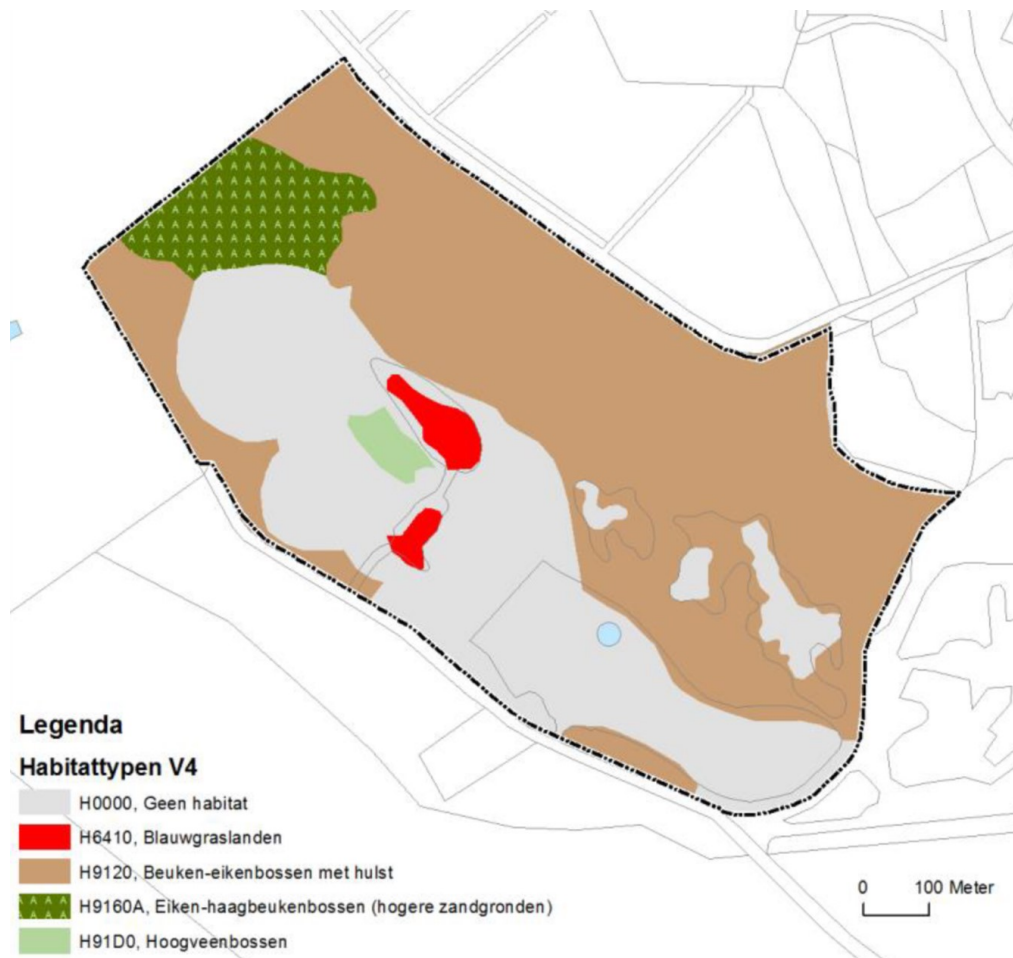 Legenda
Habitattypen V4
H0000, Geen habitat
H6410, Blauwgraslanden
H9120, Beuken-eikenbossen met hulst
H9160A, Eiken-haagbeukenbossen (hogere zandgronden)
H91D0, Hoogveenbossen
0 100 Meter